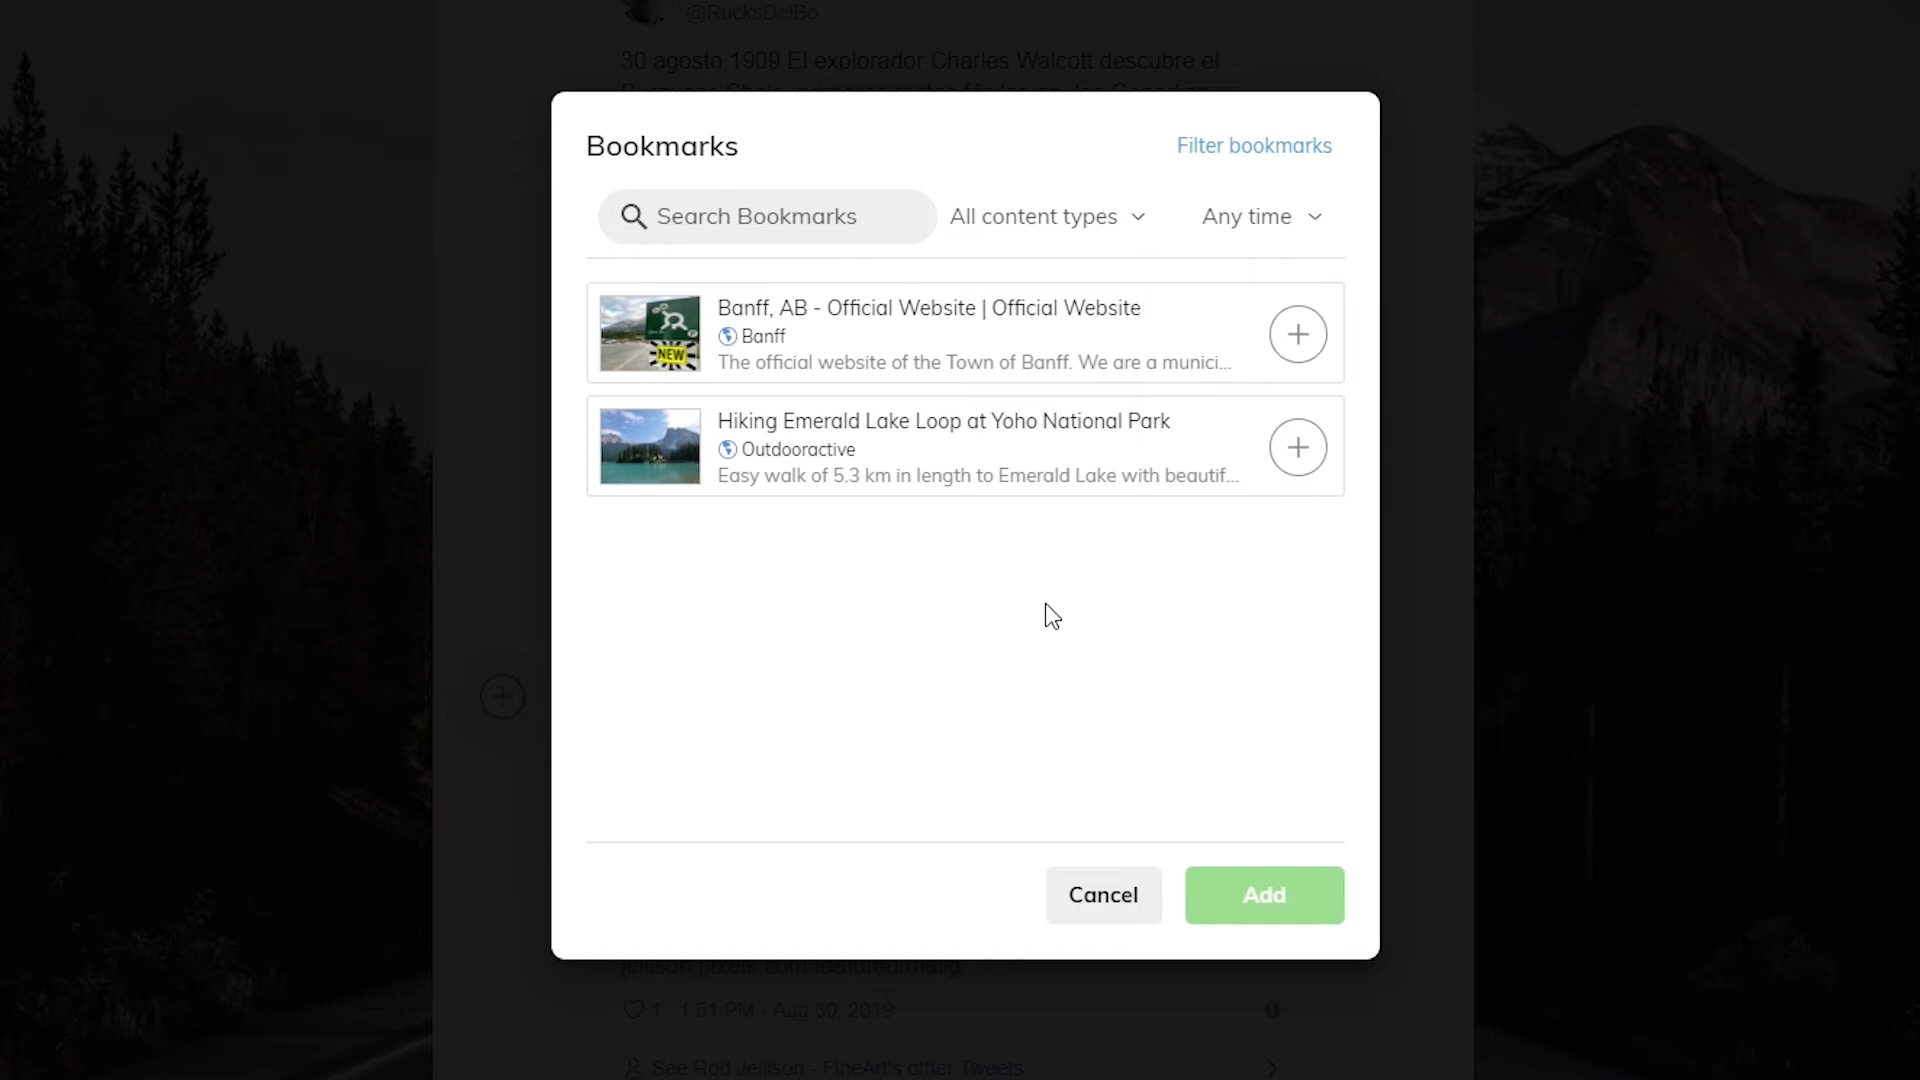 @RucksDelBo
30 agosto 1909 El explorador Charles Walcott descubre el
Bookmarks
Filter bookmarks
Search Bookmarks
All content types
Any time
Banff, AB - Official Website | Official Website
Banff
The official website of the Town of Banff. We are a munici...
NEW
Hiking Emerald Lake Loop at Yoho National Park
Outdooractive
Easy walk of 5.3 km in length to Emerald Lake with beautif...
Cancel
Add
1 1:51 PM - Aug 30, 2019
See Rod Jellison - FineArt's other Tweets